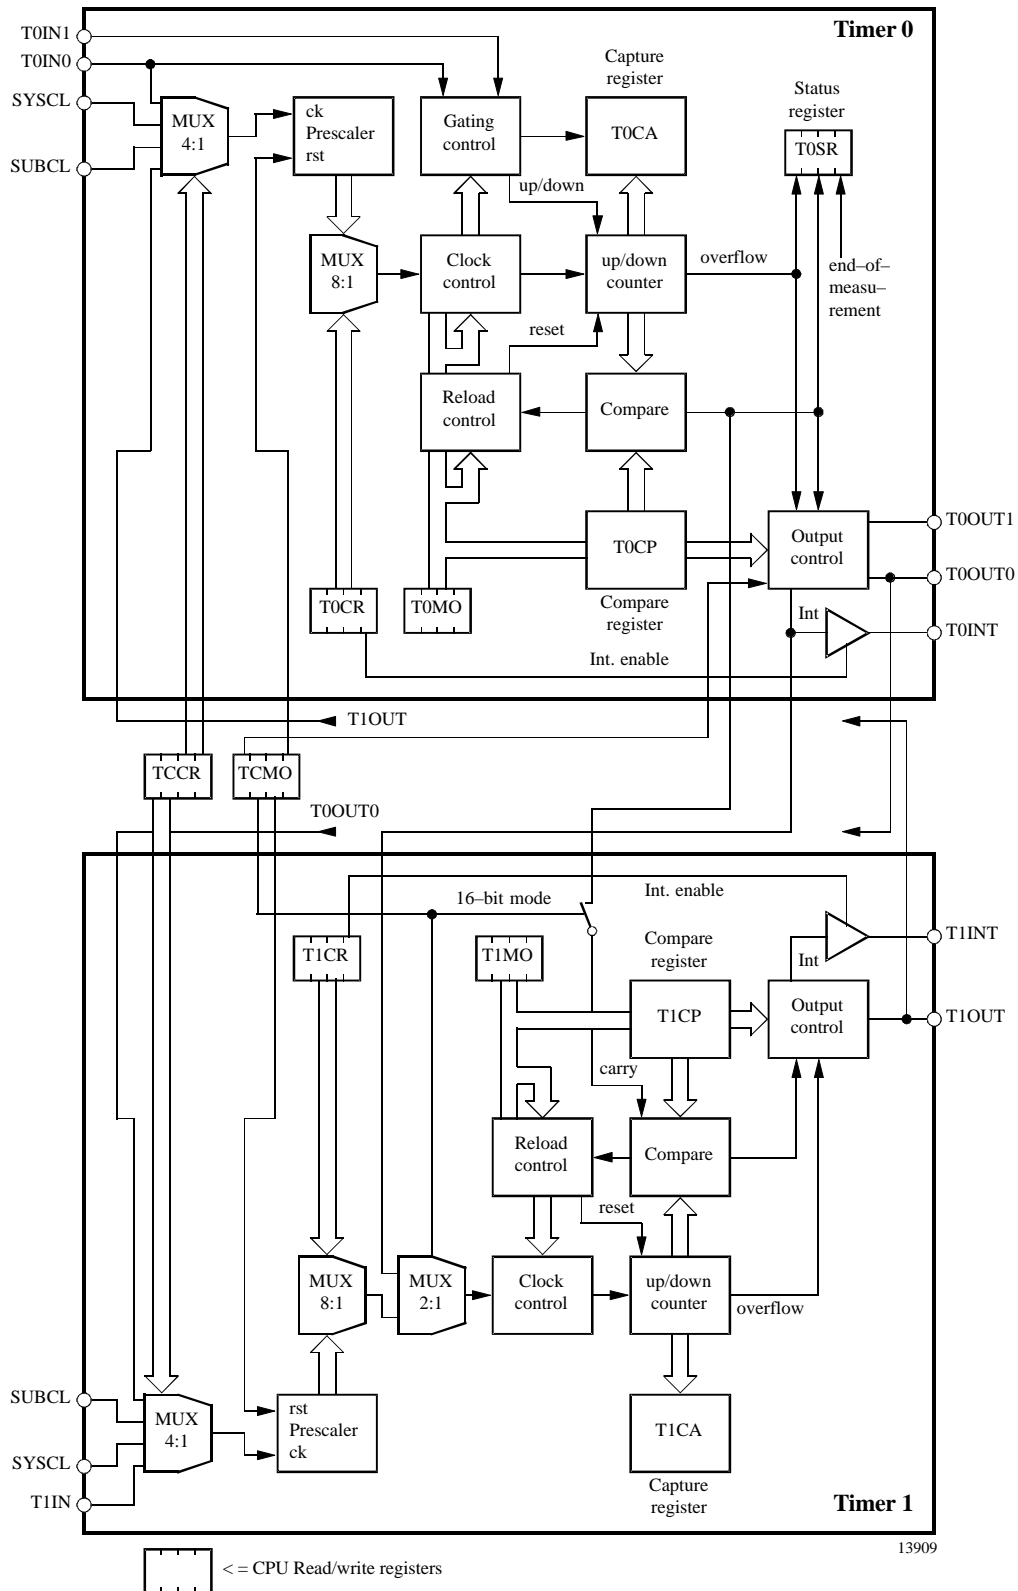 Timer 0
T0IN1
T0IN0
SYSCL
SUBCL
MUX
4:1
ck
Prescaler
rst
Gating
control
Capture
register
T0CA
Status
register
T0SR
up/down
MUX
8:1
Clock
control
up/down
counter
overflow
end–of–
measu–
rement
reset
Reload
control
Compare
T0CP
Compare
register
Output
control
T0OUT1
T0OUT0
T0CR
T0MO
Int
T0INT
Int. enable
T1OUT
TCCR
TCMO
T0OUT0
16–bit mode
Int. enable
T1CR
T1MO
Compare
register
T1CP
Int
T1INT
Output
control
T1OUT
carry
Reload
control
Compare
reset
MUX
8:1
MUX
2:1
Clock
control
up/down
counter
overflow
SUBCL
SYSCL
T1IN
MUX
4:1
rst
Prescaler
ck
T1CA
Capture
register
Timer 1
13909
< = CPU Read/write registers